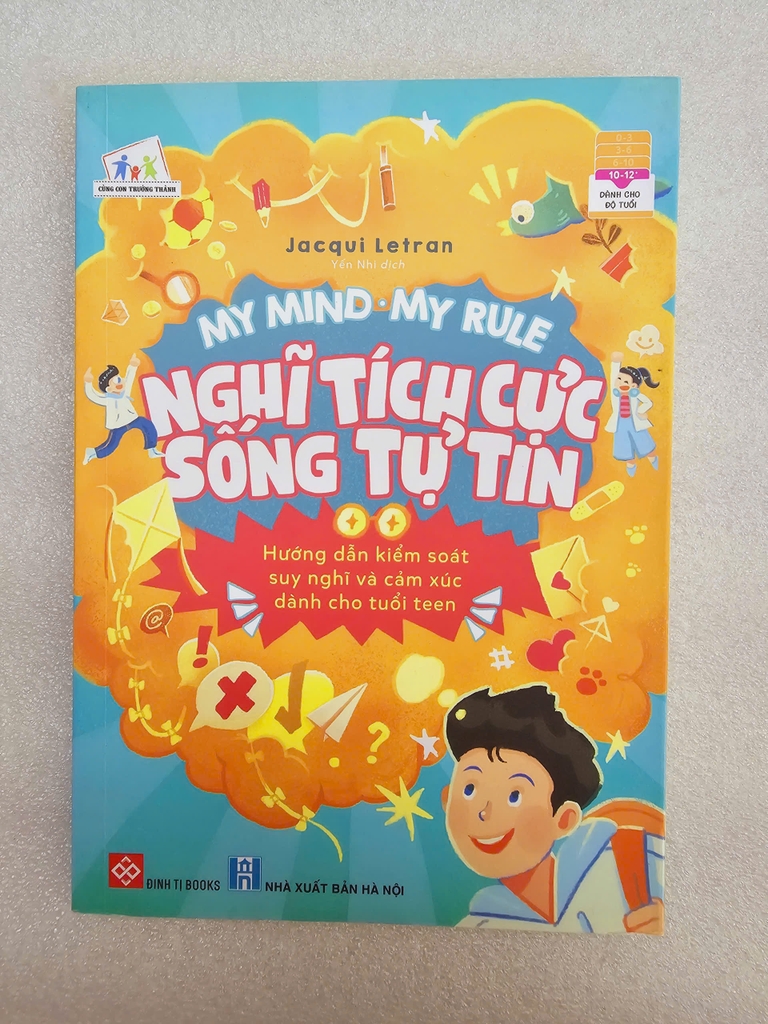 CÙNG CON TRƯỞNG THÀNH
0-3
3-6
6-10
10-12+
DÀNH CHO
ĐỘ TUỔI
Jacqui Letran
Yến Nhi dịch
MY MIND · MY RULE
NGHĨ TÍCH CỰC
SỐNG TỰ TIN
Hướng dẫn kiểm soát
suy nghĩ và cảm xúc
dành cho tuổi teen
@
!
#
?
ĐINH TỊ BOOKS
NHÀ XUẤT BẢN HÀ NỘI